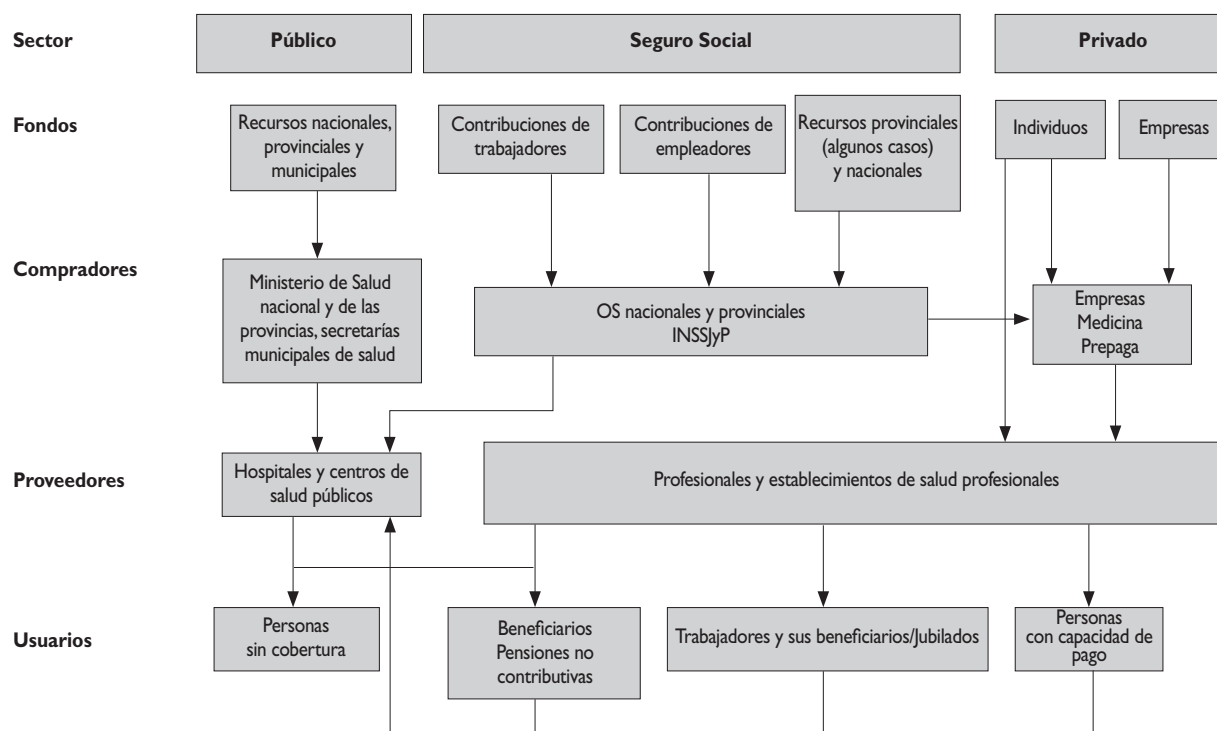 Sector
Público
Seguro Social
Privado
Fondos
Recursos nacionales,
provinciales y
municipales
Contribuciones de
trabajadores
Contribuciones de
empleadores
Recursos provinciales
(algunos casos)
y nacionales
Individuos
Empresas
Compradores
Ministerio de Salud
nacional y de las
provincias, secretarías
municipales de salud
OS nacionales y provinciales
INSSJyP
Empresas
Medicina
Prepaga
Proveedores
Hospitales y centros de
salud públicos
Profesionales y establecimientos de salud profesionales
Usuarios
Personas
sin cobertura
Beneficiarios
Pensiones no
contributivas
Trabajadores y sus beneficiarios/Jubilados
Personas
con capacidad de
pago